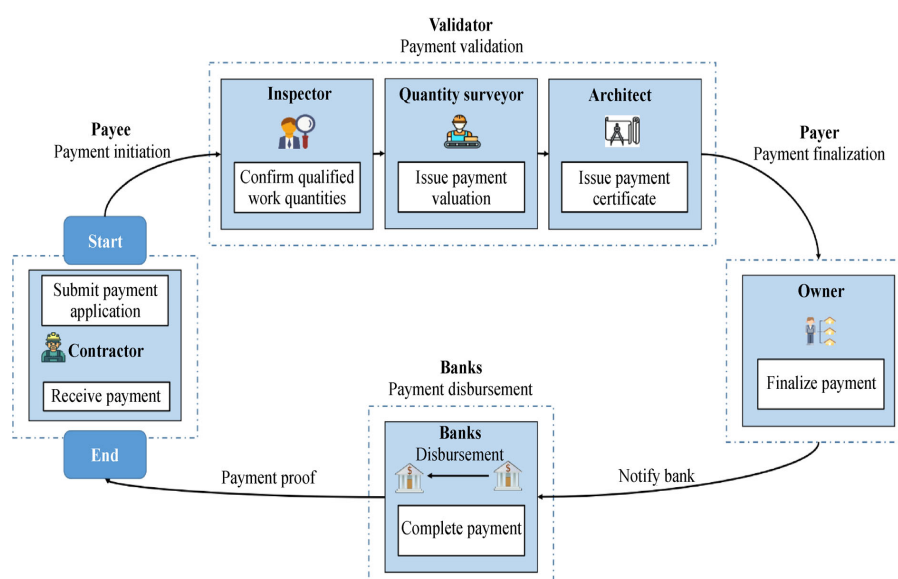 Validator
Payment validation
Inspector
Confirm qualified
work quantities
Quantity surveyor
Issue payment
valuation
Architect
Issue payment
certificate
Payee
Payment initiation
Payer
Payment finalization
Start
Submit payment
application
Contractor
Receive payment
End
Owner
Finalize payment
Banks
Payment disbursement
Banks
Disbursement
$
$
Complete payment
Notify bank
Payment proof